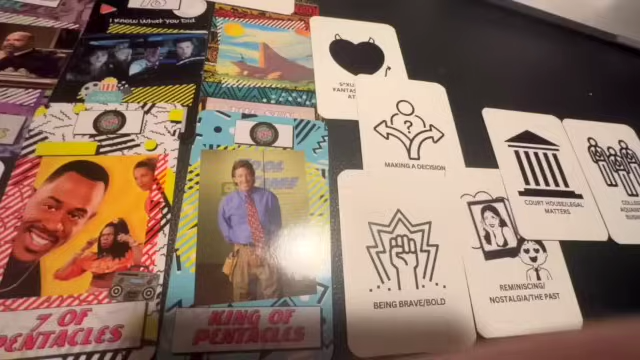 I KNOW WHAT YOU DID
MAKING A DECISION
COURT HOUSE/LEGAL
MATTERS
BEING BRAVE/BOLD
REMINISCING/
NOSTALGIA/THE PAST
7 OF
PENTACLES
KING OF
PENTACLES